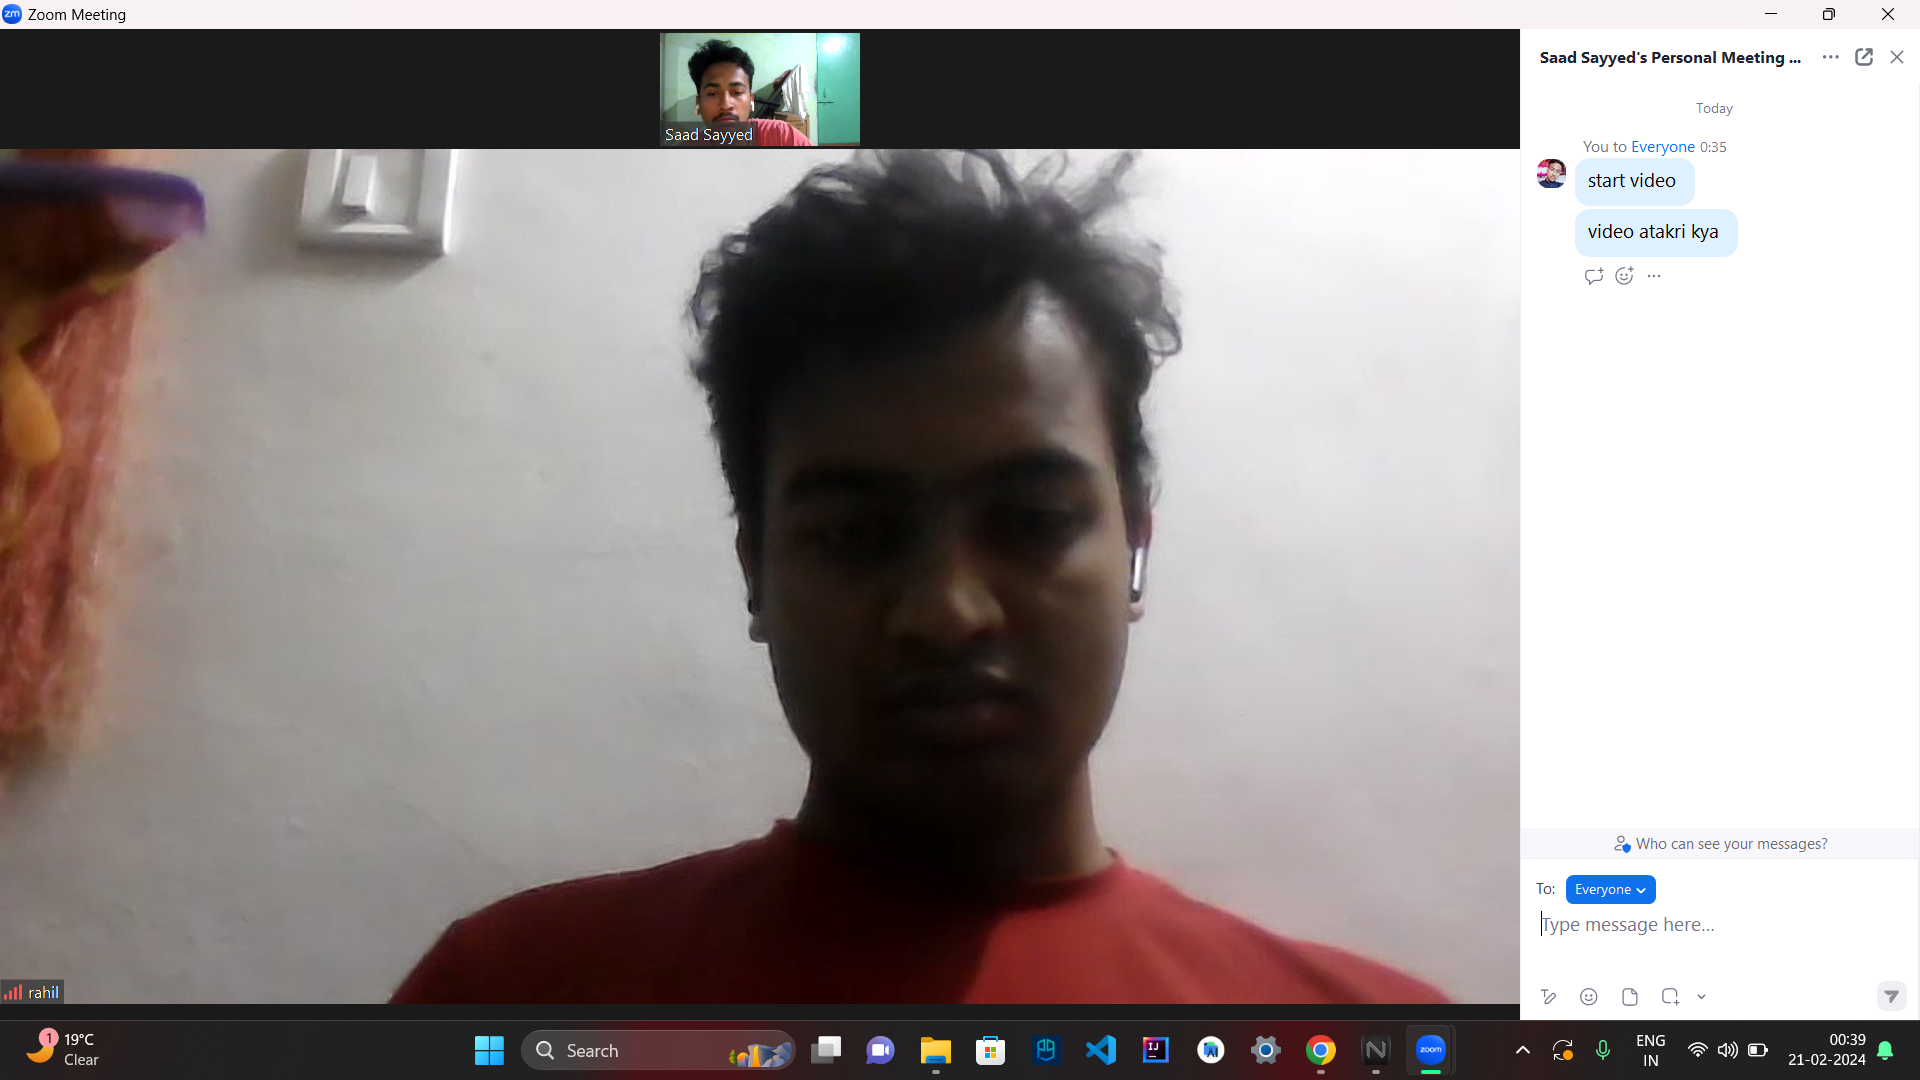 Zoom Meeting
Saad Sayyed
rahil
Saad Sayyed's Personal Meeting ...
Today
You to Everyone 0:35
start video
video atakri kya
Who can see your messages?
To: Everyone
Type message here...
1
19°C
Clear
Search
zoom
ENG
IN
00:39
21-02-2024